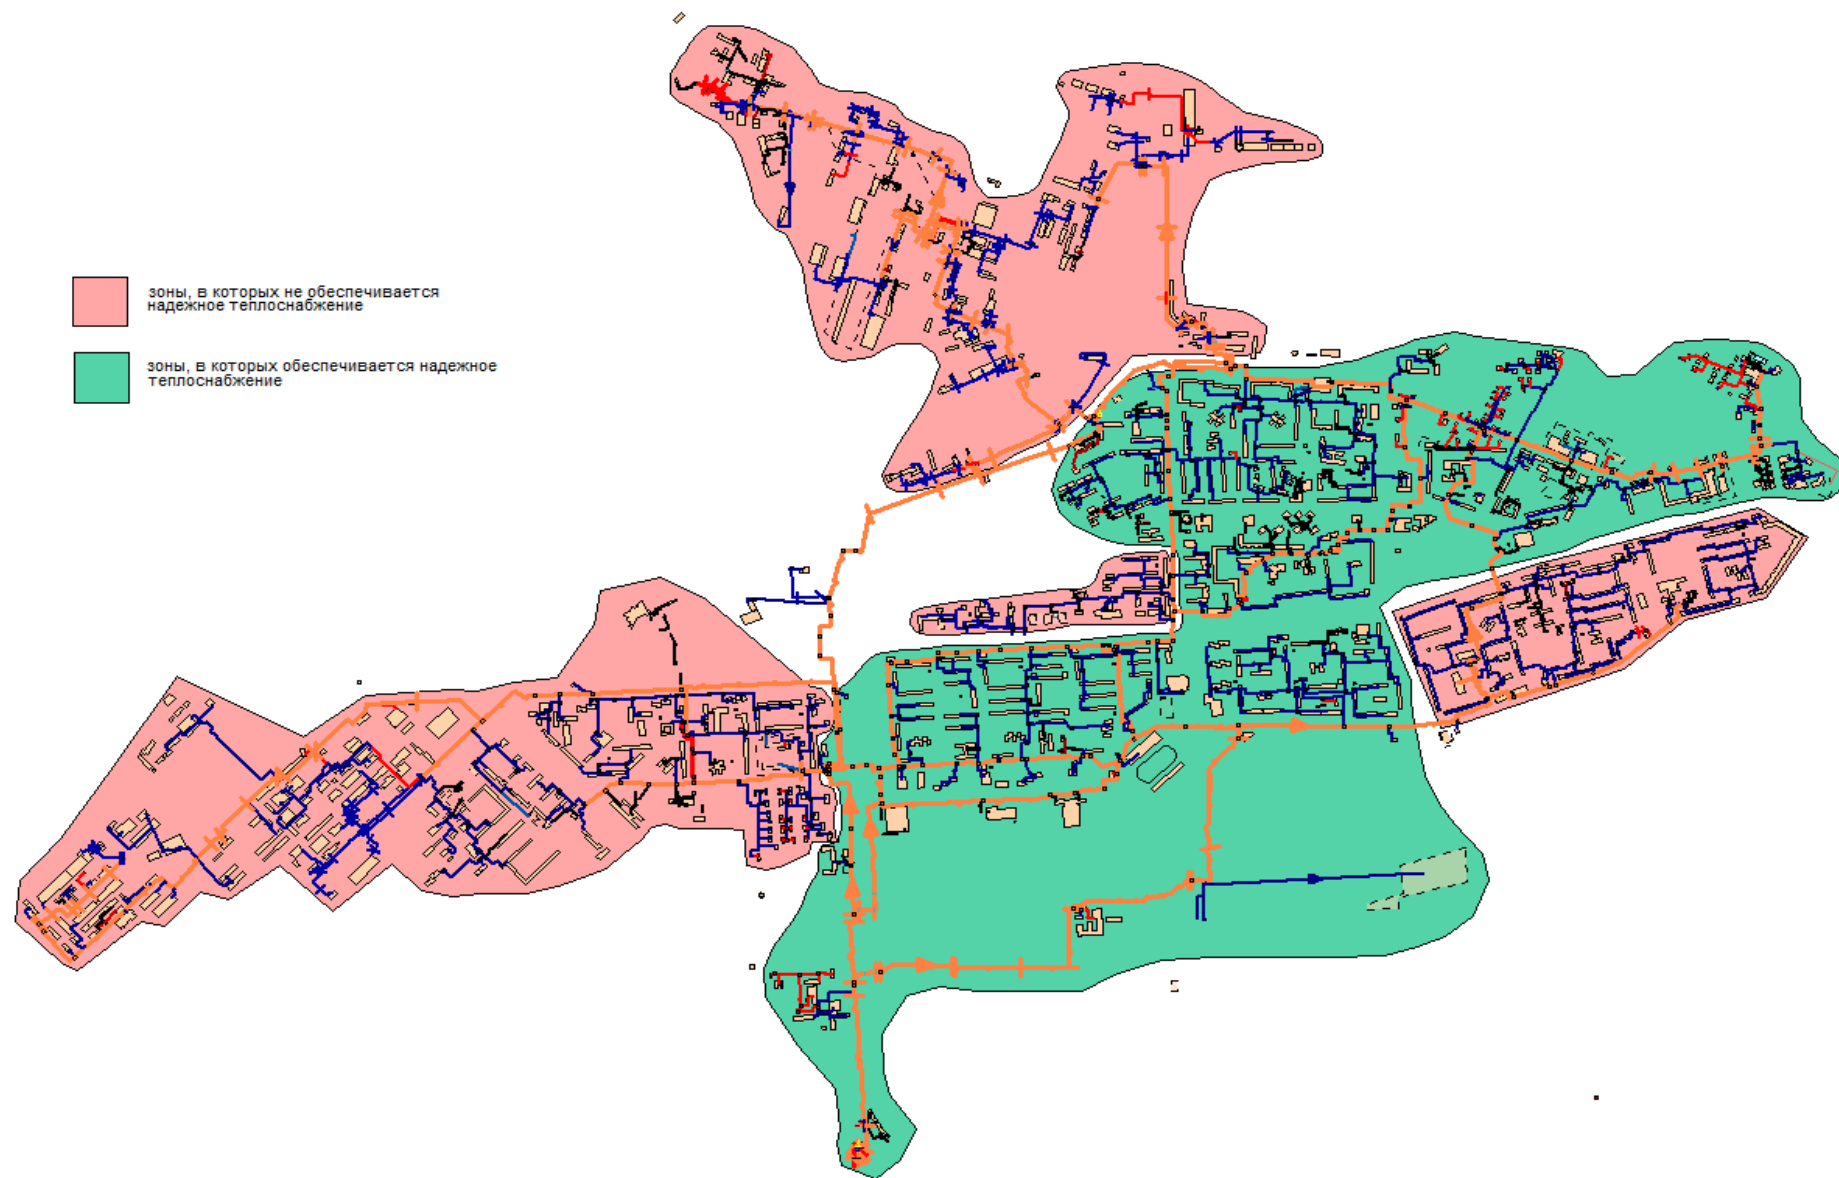 зоны, в которых не обеспечивается
надежное теплоснабжение
зоны, в которых обеспечивается надежное
теплоснабжение